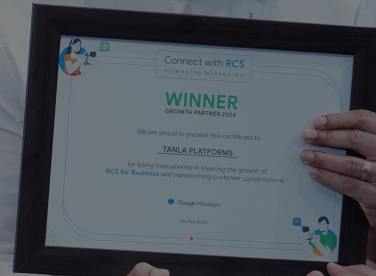 Connect with RCS
REIMAGINE MESSAGING
WINNER
GROWTH PARTNER 2024
We are proud to present this certificate to
TANLA PLATFORMS
for being instrumental in steering the growth of
RCS for Business and transforming customer conversations.
Google Messages